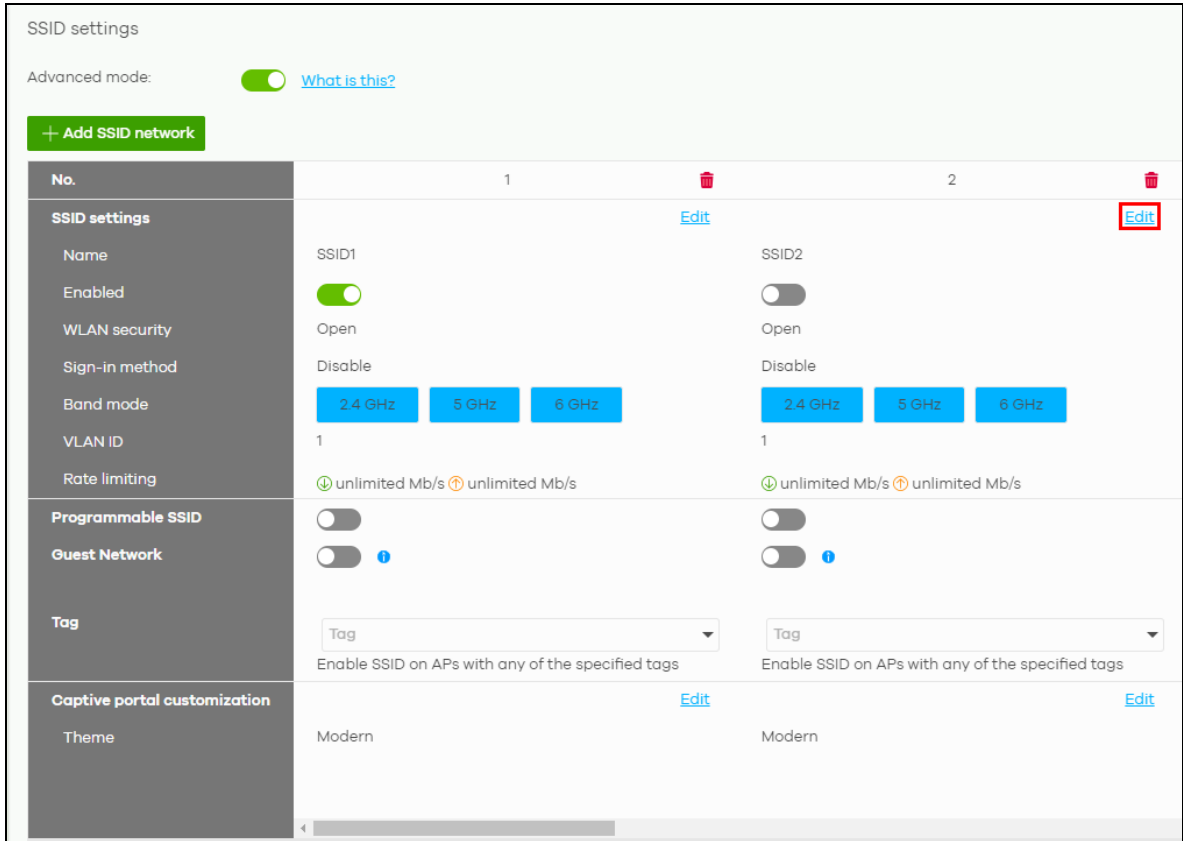 SSID settings
Advanced mode: What is this?
+ Add SSID network
No. 1 2
SSID settings Edit Edit
Name SSID1 SSID2
Enabled
WLAN security Open Open
Sign-in method Disable Disable
Band mode 2.4 GHz 5 GHz 6 GHz 2.4 GHz 5 GHz 6 GHz
VLAN ID 1 1
Rate limiting unlimited Mb/s unlimited Mb/s unlimited Mb/s unlimited Mb/s
Programmable SSID
Guest Network
Tag Tag Tag
Enable SSID on APs with any of the specified tags Enable SSID on APs with any of the specified tags
Captive portal customization Edit Edit
Theme Modern Modern